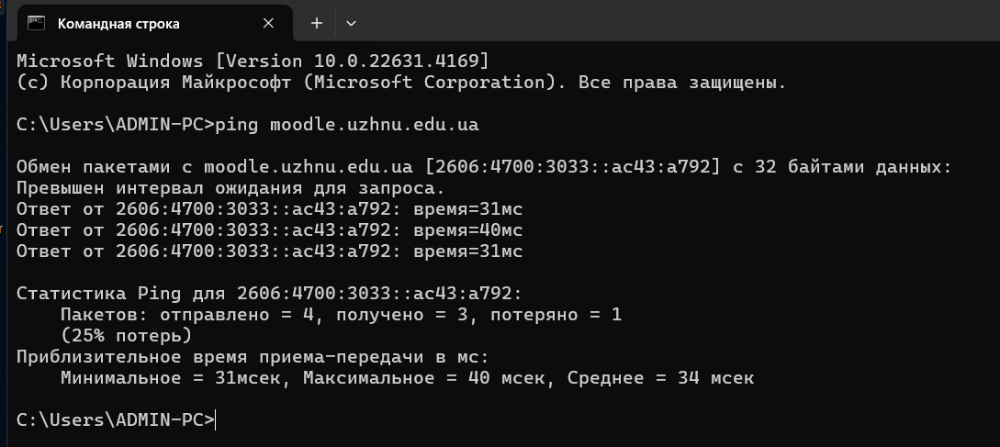 Командная строка
Microsoft Windows [Version 10.0.22631.4169]
(c) Корпорация Майкрософт (Microsoft Corporation). Все права защищены.
C:\Users\ADMIN-PC>ping moodle.uzhnu.edu.ua
Обмен пакетами с moodle.uzhnu.edu.ua [2606:4700:3033::ac43:a792] с 32 байтами данных:
Превышен интервал ожидания для запроса.
Ответ от 2606:4700:3033::ac43:a792: время=31мс
Ответ от 2606:4700:3033::ac43:a792: время=40мс
Ответ от 2606:4700:3033::ac43:a792: время=31мс
Статистика Ping для 2606:4700:3033::ac43:a792:
Пакетов: отправлено = 4, получено = 3, потеряно = 1
(25% потерь)
Приблизительное время приема-передачи в мс:
Минимальное = 31мсек, Максимальное = 40 мсек, Среднее = 34 мсек
C:\Users\ADMIN-PC>